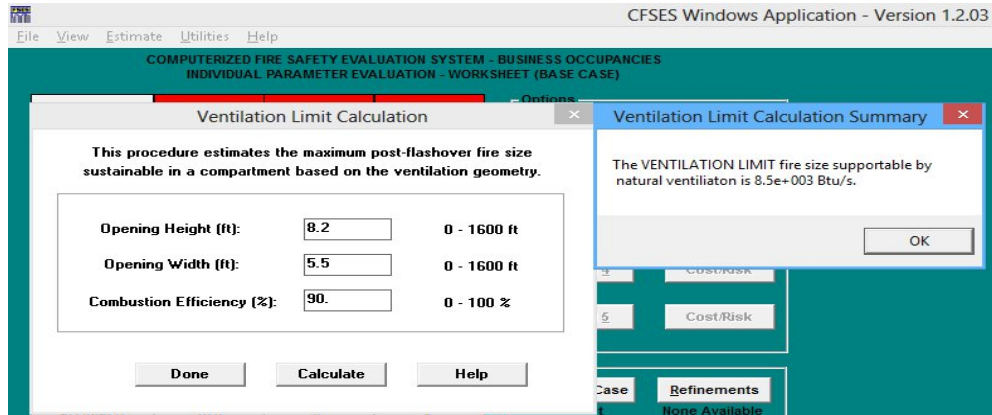 CFSES Windows Application - Version 1.2.03
File View Estimate Utilities Help
COMPUTERIZED FIRE SAFETY EVALUATION SYSTEM - BUSINESS OCCUPANCIES
INDIVIDUAL PARAMETER EVALUATION - WORKSHEET (BASE CASE)
Options
Ventilation Limit Calculation
This procedure estimates the maximum post-flashover fire size
sustainable in a compartment based on the ventilation geometry.
Opening Height (ft): 8.2 0 - 1600 ft
Opening Width (ft): 5.5 0 - 1600 ft
Combustion Efficiency (%): 90. 0 - 100 %
Done Calculate Help
Ventilation Limit Calculation Summary
The VENTILATION LIMIT fire size supportable by
natural ventiliaton is 8.5e+003 Btu/s.
OK
4 Cost/Risk
5 Cost/Risk
Case Refinements
None Available